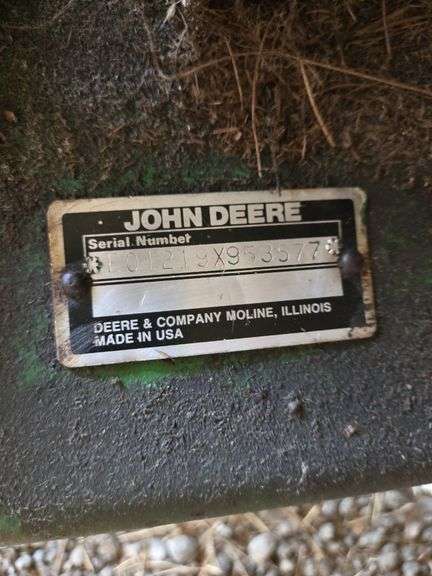 JOHN DEERE
Serial Number
DEERE & COMPANY MOLINE, ILLINOIS
MADE IN USA